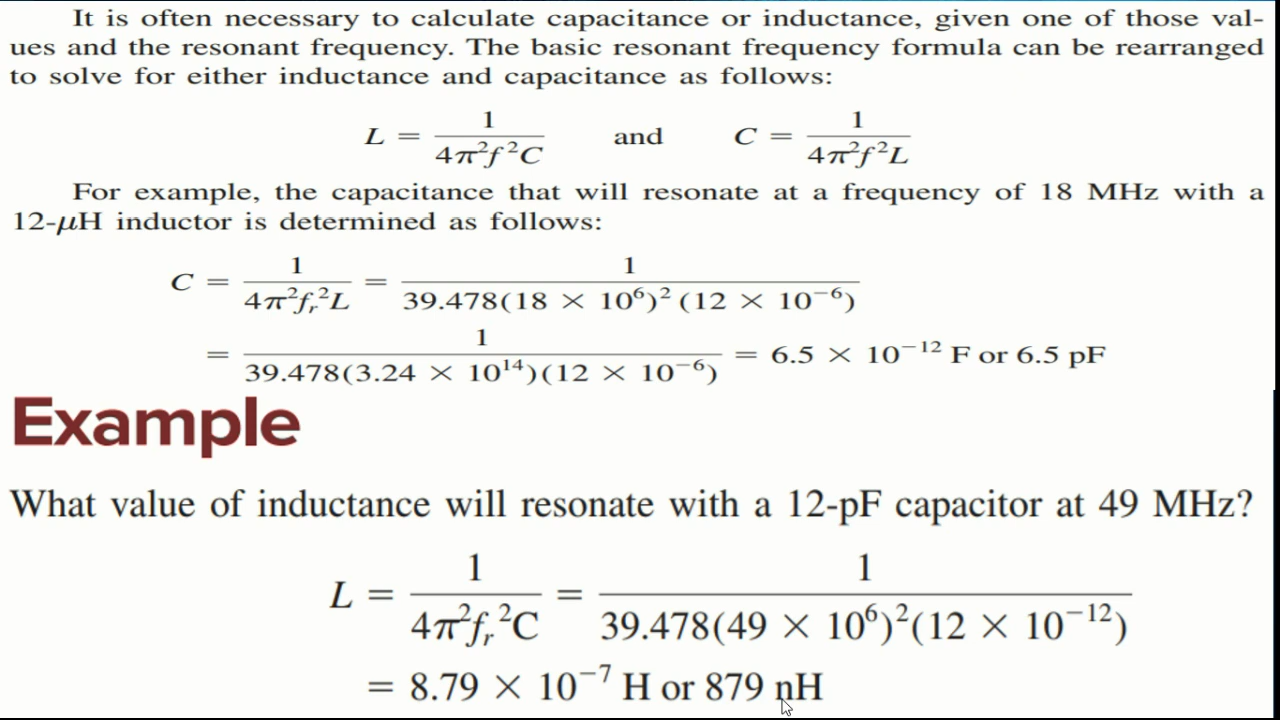 It is often necessary to calculate capacitance or inductance, given one of those val-
ues and the resonant frequency. The basic resonant frequency formula can be rearranged
to solve for either inductance and capacitance as follows:
L = 1/(4π²f²C) and C = 1/(4π²f²L)
For example, the capacitance that will resonate at a frequency of 18 MHz with a
12-μH inductor is determined as follows:
C = 1/(4π²fᵣ²L) = 1/(39.478(18 × 10⁶)² (12 × 10⁻⁶))
= 1/(39.478(3.24 × 10¹⁴)(12 × 10⁻⁶)) = 6.5 × 10⁻¹² F or 6.5 pF
Example
What value of inductance will resonate with a 12-pF capacitor at 49 MHz?
L = 1/(4π²fᵣ²C) = 1/(39.478(49 × 10⁶)²(12 × 10⁻¹²))
= 8.79 × 10⁻⁷ H or 879 nH